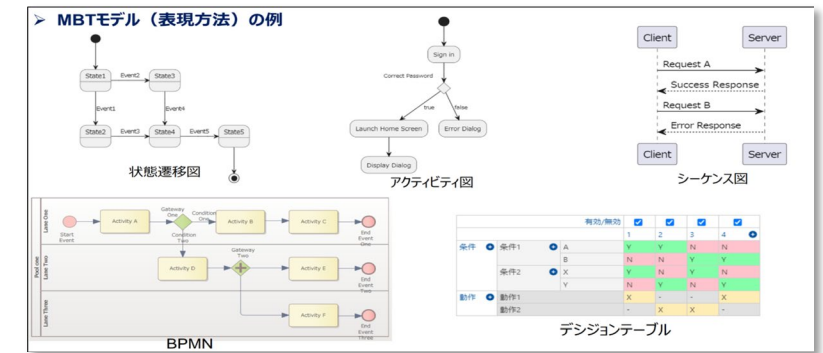 ➢ MBTモデル（表現方法）の例
State1
Event2
State3
Event1
Event4
State2
Event3
State4
Event5
State5
状態遷移図
Sign in
Correct Password
true
false
Launch Home Screen
Error Dialog
Display Dialog
アクティビティ図
Client
Server
Request A
Success Response
Request B
Error Response
Client
Server
シーケンス図
Pool one
Lane One
Start
Event
Activity A
Gateway
One
Condition
One
Activity B
Activity C
End
Event
One
Condition
Two
Lane Two
Activity D
Gateway
Two
Activity E
End
Event
Two
Lane Three
Activity F
End
Event
Three
BPMN
有効/無効
1 2 3 4
条件 条件1 A Y Y N N
B N N Y Y
条件2 X Y N Y N
Y N Y N Y
動作 動作1 X - - X
動作2 - X X -
デシジョンテーブル